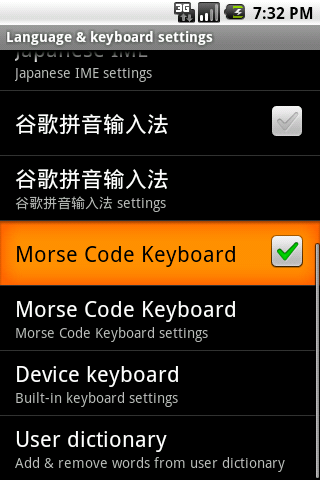 3G
7:32 PM
Language & keyboard settings
Japanese IME
Japanese IME settings
谷歌拼音输入法
谷歌拼音输入法
谷歌拼音输入法 settings
Morse Code Keyboard
Morse Code Keyboard
Morse Code Keyboard settings
Device keyboard
Built-in keyboard settings
User dictionary
Add & remove words from user dictionary